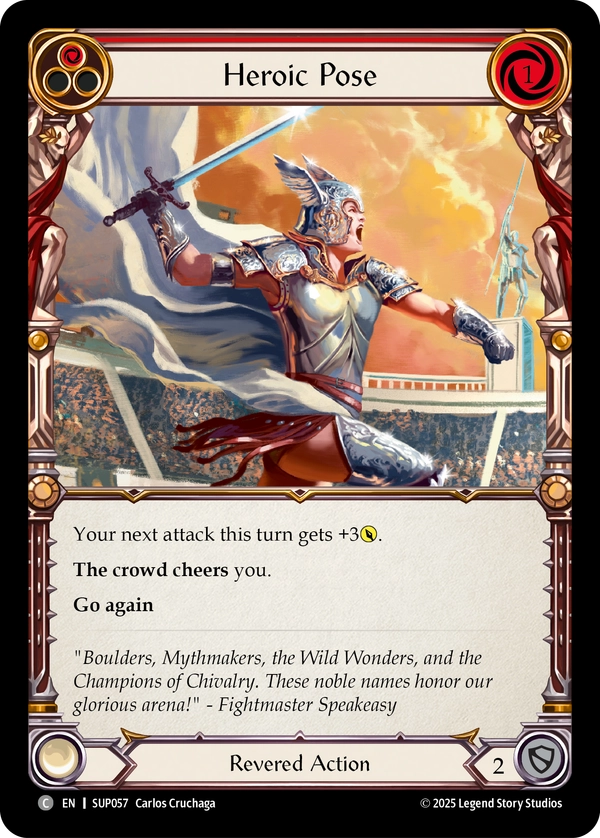 Heroic Pose
1
Your next attack this turn gets +3.
The crowd cheers you.
Go again
"Boulders, Mythmakers, the Wild Wonders, and the
Champions of Chivalry. These noble names honor our
glorious arena!" - Fightmaster Speakeasy
Revered Action
2
C EN | SUP057 Carlos Cruchaga
© 2025 Legend Story Studios